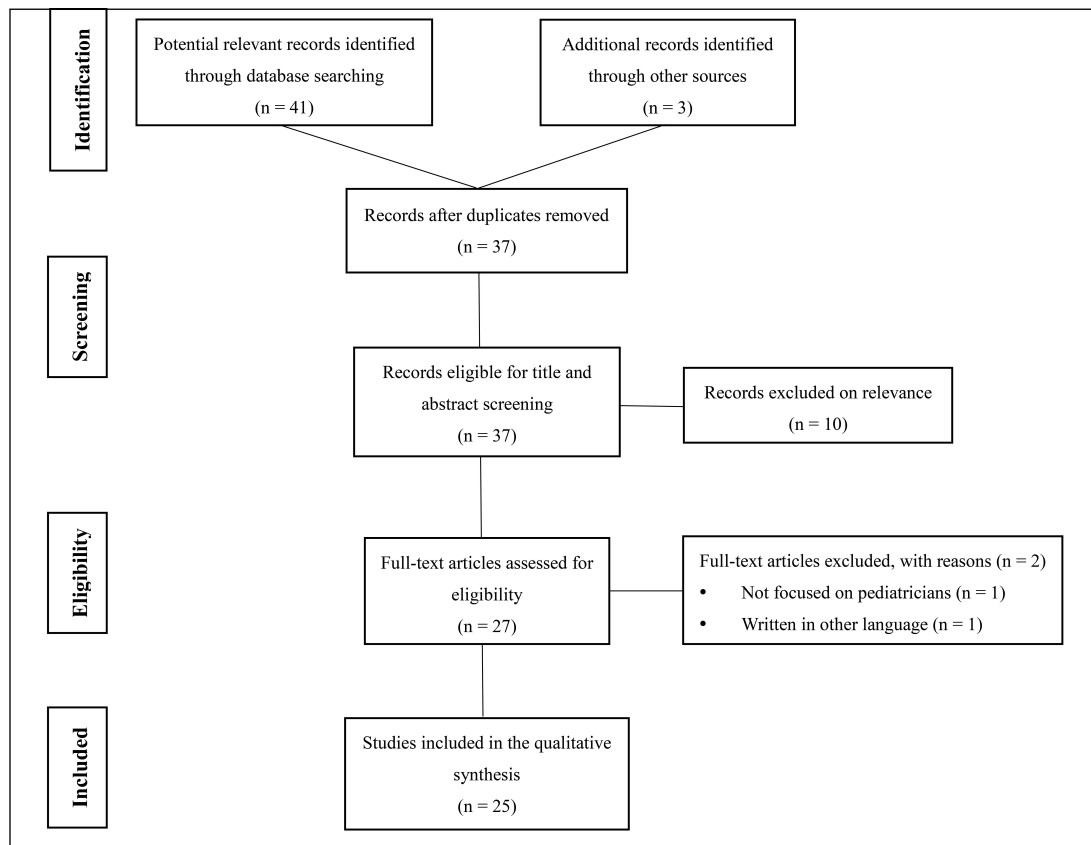 Identification
Potential relevant records identified
through database searching
(n = 41)
Additional records identified
through other sources
(n = 3)
Records after duplicates removed
(n = 37)
Screening
Records eligible for title and
abstract screening
(n = 37)
Records excluded on relevance
(n = 10)
Eligibility
Full-text articles assessed for
eligibility
(n = 27)
Full-text articles excluded, with reasons (n = 2)
• Not focused on pediatricians (n = 1)
• Written in other language (n = 1)
Included
Studies included in the qualitative
synthesis
(n = 25)